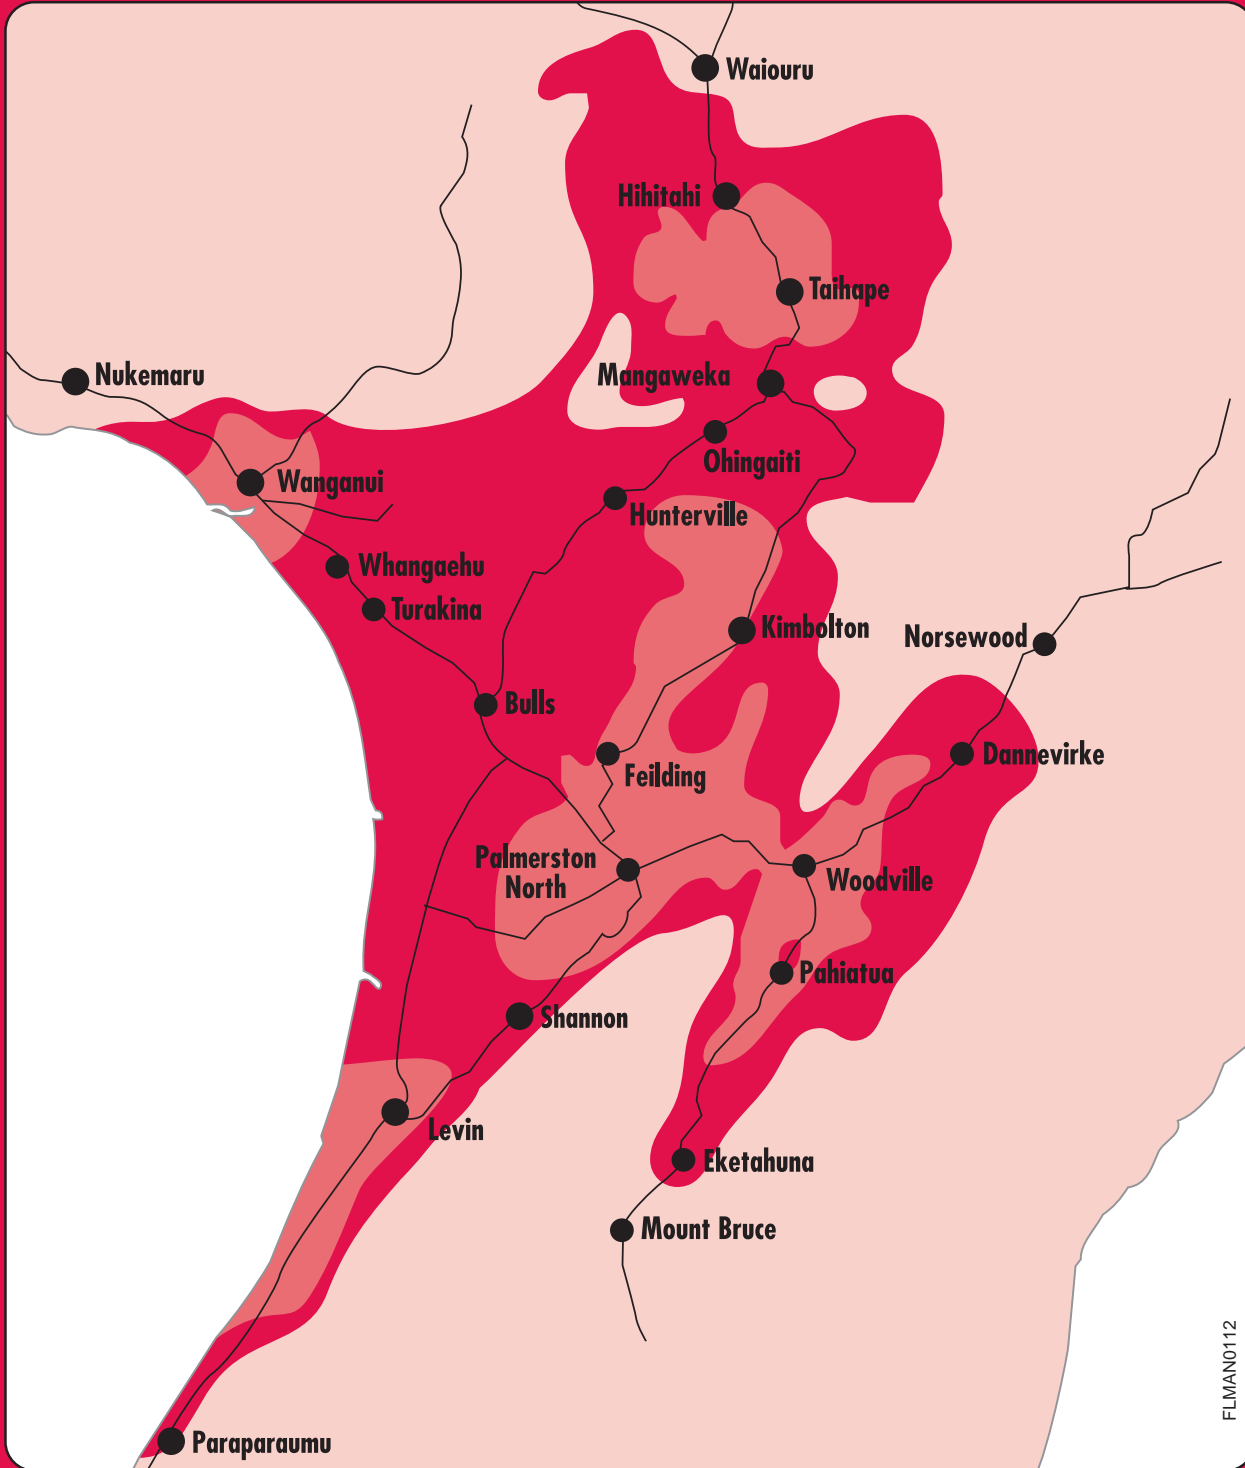 Waiouru
Hihitahi
Taihape
Nukemaru
Mangaweka
Ohingaiti
Wanganui
Hunterville
Whangaehu
Turakina
Kimbolton
Norsewood
Bulls
Dannevirke
Feilding
Palmerston
North
Woodville
Pahiatua
Shannon
Levin
Eketahuna
Mount Bruce
Paraparaumu
FLMAN0112